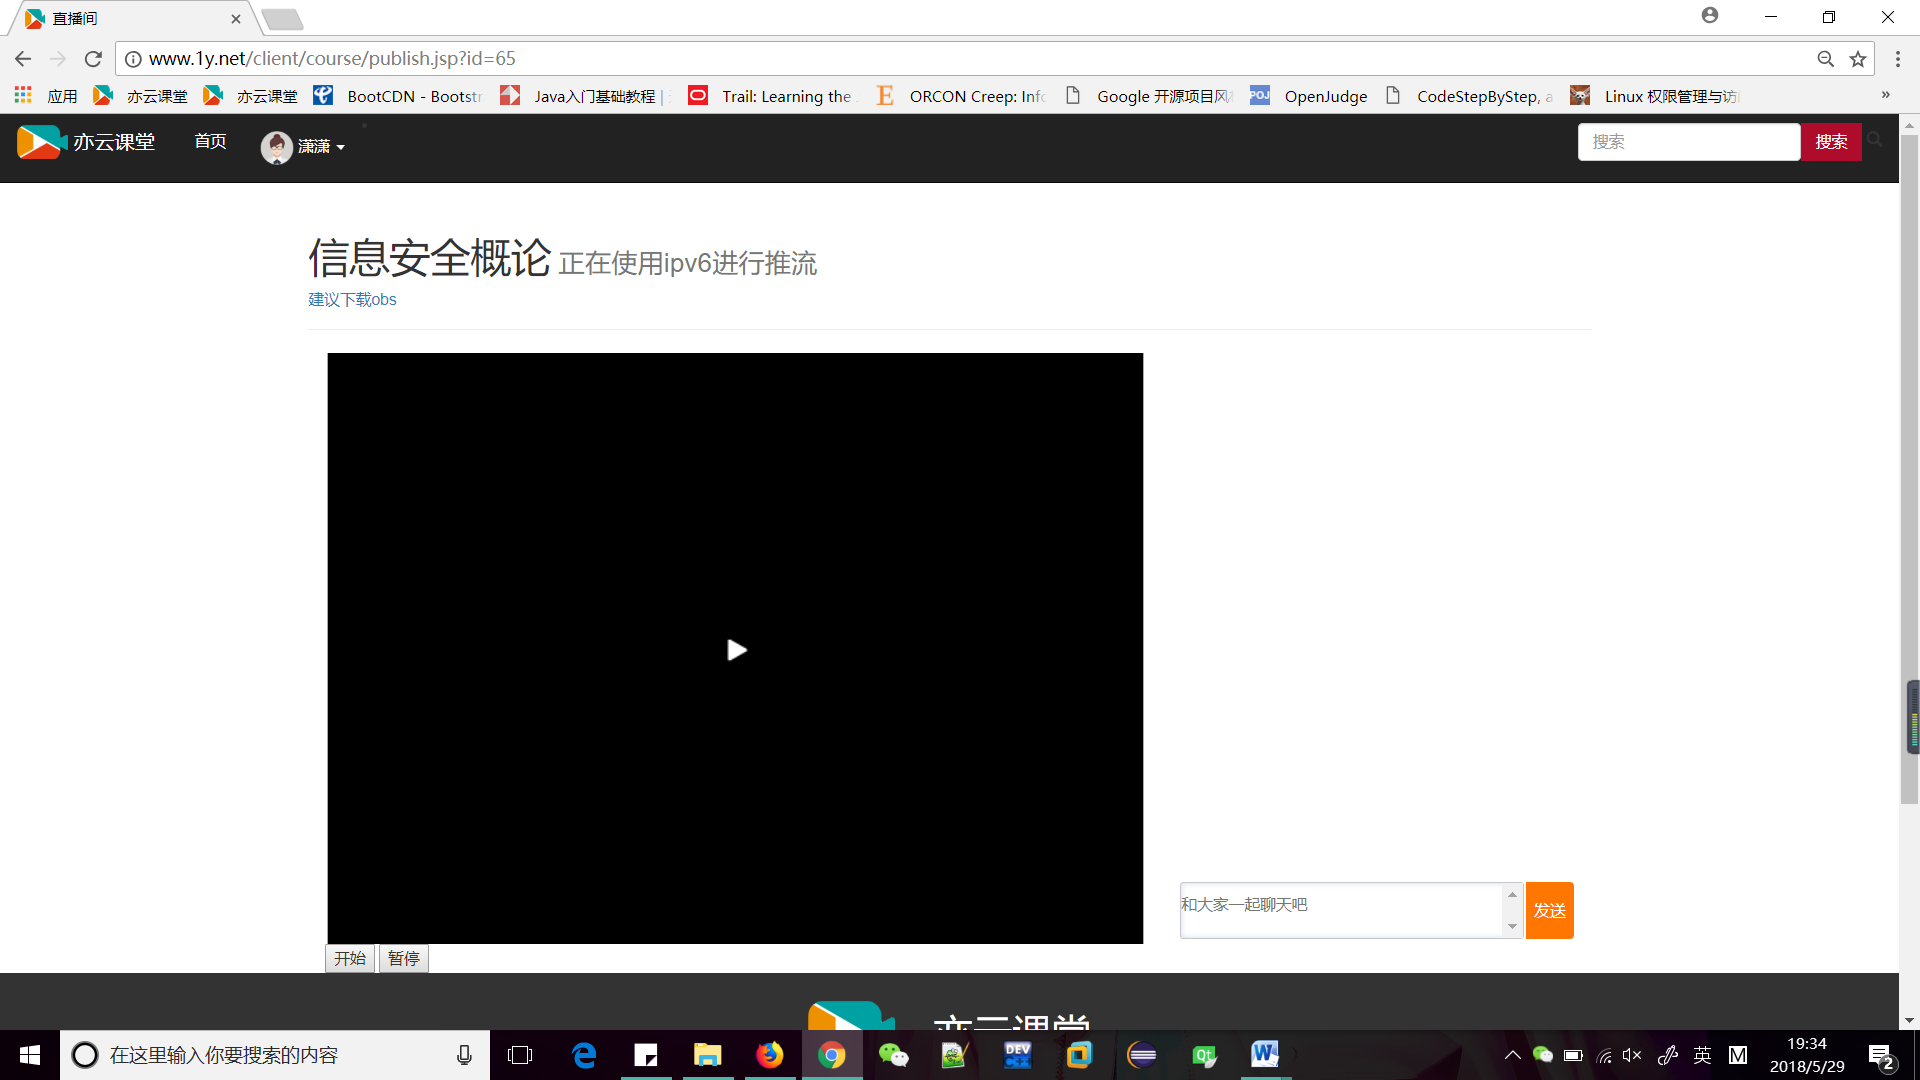 直播间
www.1y.net/client/course/publish.jsp?id=65
应用
亦云课堂
亦云课堂
BootCDN - Bootstr
Java入门基础教程 |
Trail: Learning the
ORCON Creep: Info
Google 开源项目风
POJ
OpenJudge
CodeStepByStep, a
Linux 权限管理与访
»
亦云课堂
首页
潇潇
搜索
搜索
信息安全概论 正在使用ipv6进行推流
建议下载obs
和大家一起聊天吧
发送
开始
暂停
亦云课堂
在这里输入你要搜索的内容
DEV
Qt
W
英
M
19:34
2018/5/29
2